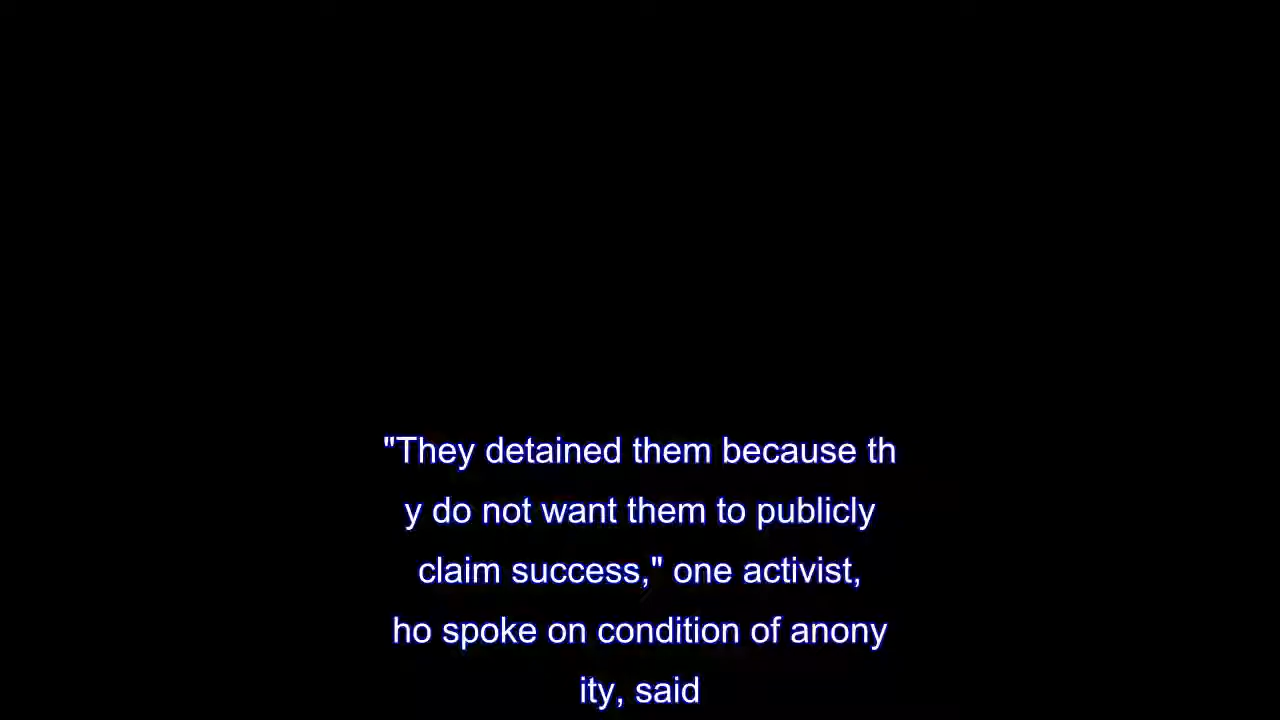 "They detained them because th
y do not want them to publicly
claim success," one activist,
ho spoke on condition of anony
ity, said